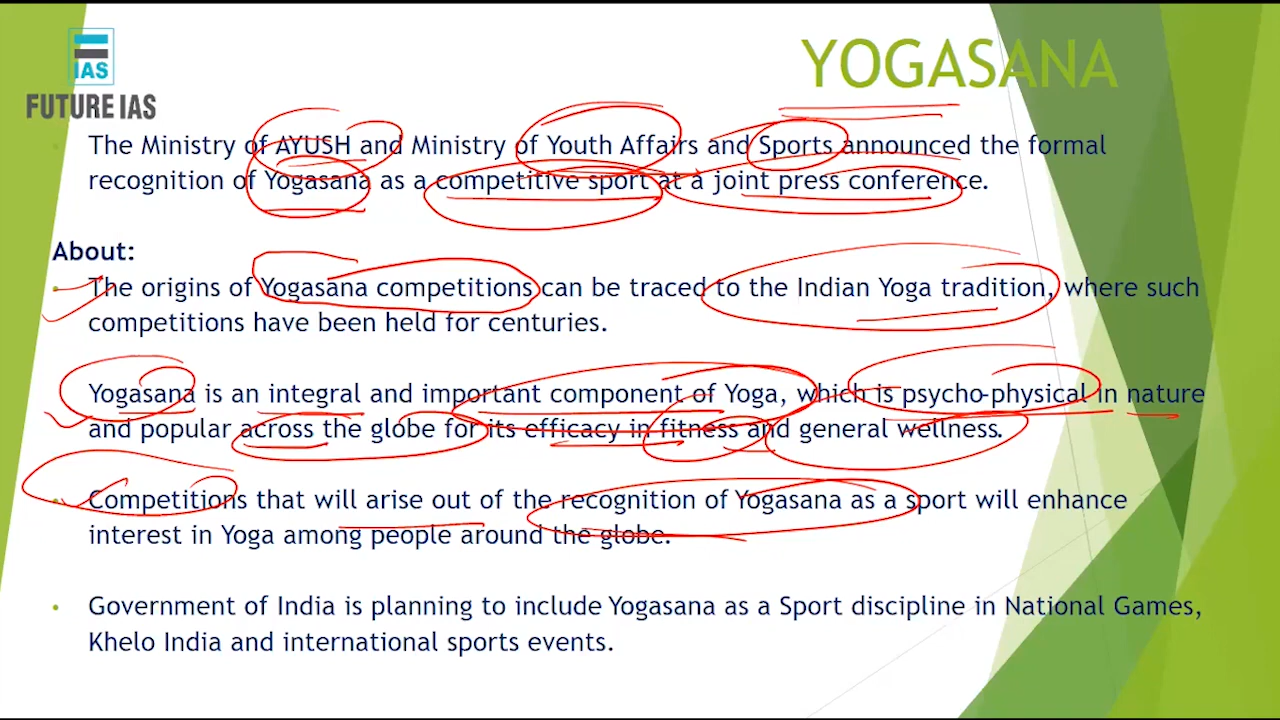 YOGASANA
IAS
FUTURE IAS
The Ministry of AYUSH and Ministry of Youth Affairs and Sports announced the formal
recognition of Yogasana as a competitive sport at a joint press conference.
About:
• The origins of Yogasana competitions can be traced to the Indian Yoga tradition, where such
competitions have been held for centuries.
Yogasana is an integral and important component of Yoga, which is psycho-physical in nature
and popular across the globe for its efficacy in fitness and general wellness.
• Competitions that will arise out of the recognition of Yogasana as a sport will enhance
interest in Yoga among people around the globe.
• Government of India is planning to include Yogasana as a Sport discipline in National Games,
Khelo India and international sports events.